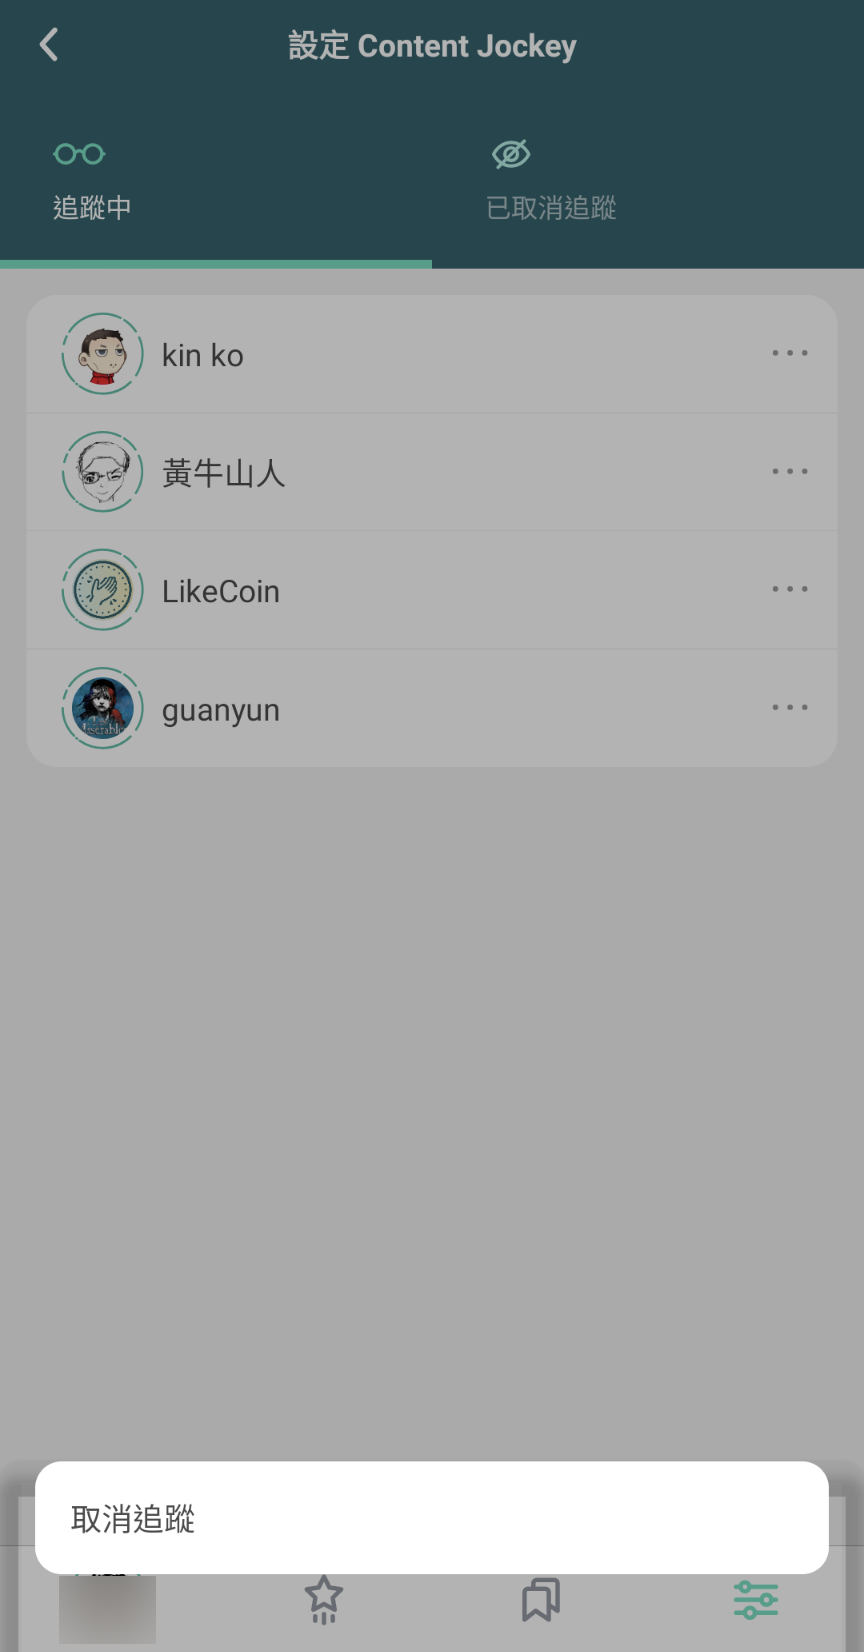 設定 Content Jockey
追蹤中
已取消追蹤
kin ko
黃牛山人
LikeCoin
guanyun
取消追蹤